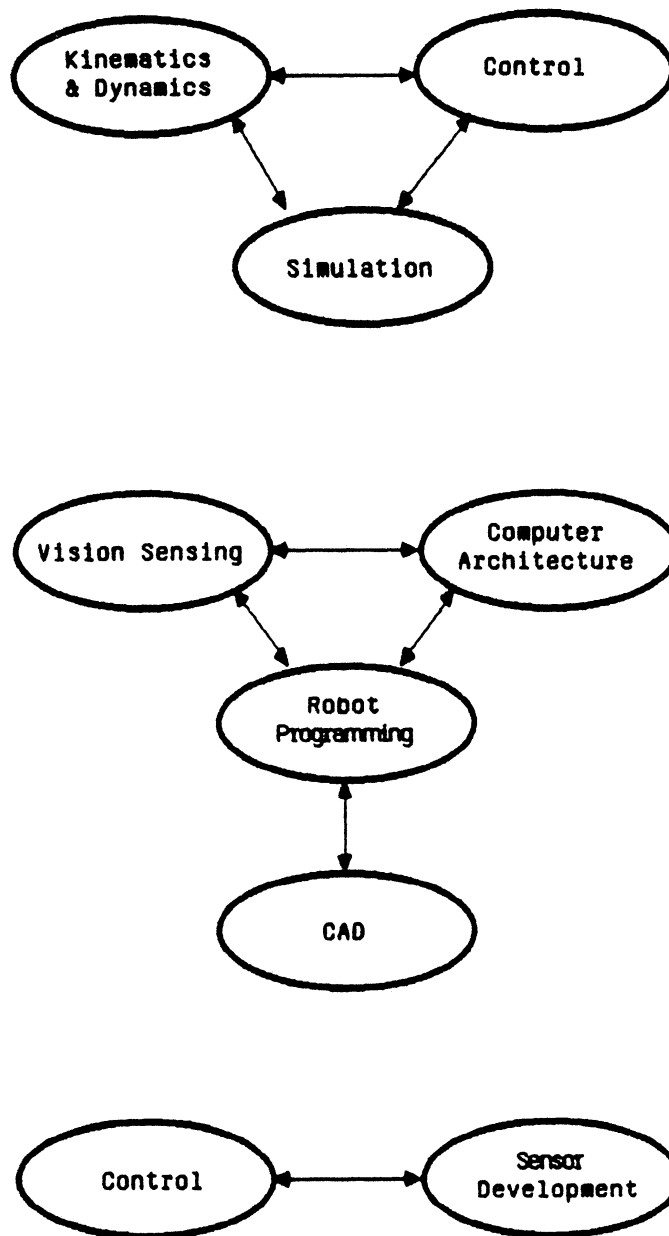 Kinematics
& Dynamics
Control
Simulation
Vision Sensing
Computer
Architecture
Robot
Programming
CAD
Control
Sensor
Development